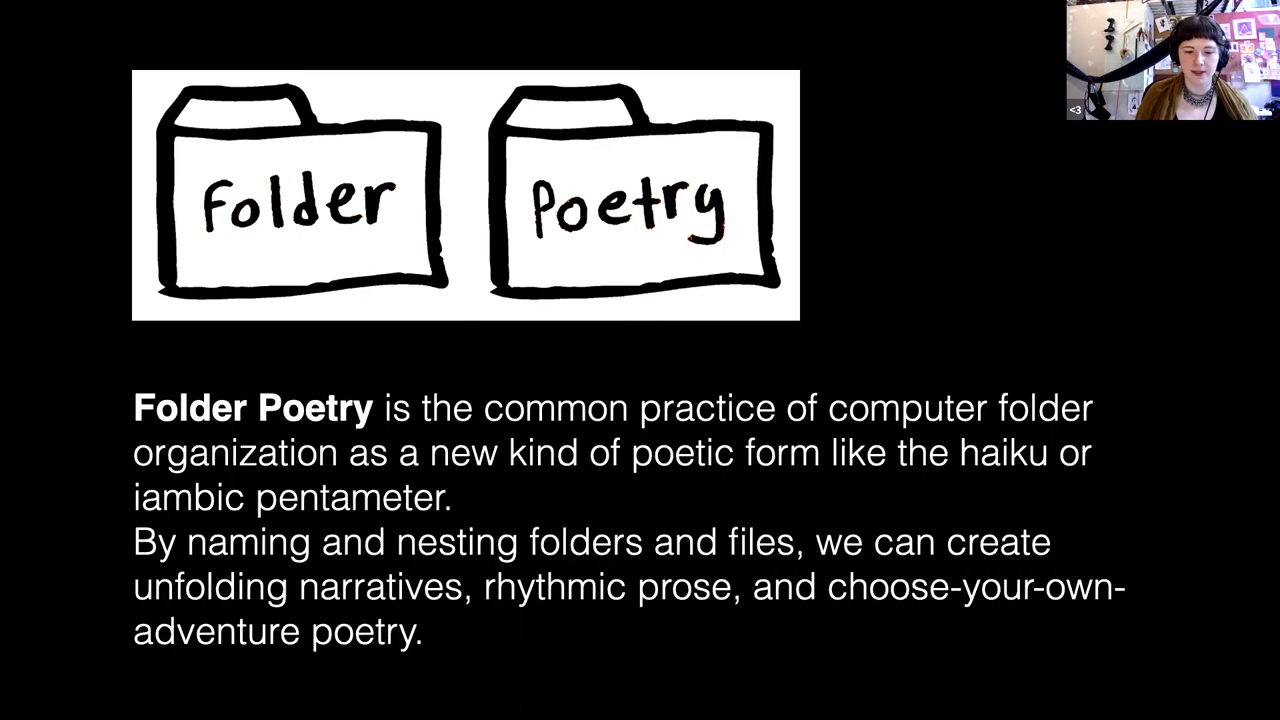 <3
Folder Poetry
Folder Poetry is the common practice of computer folder
organization as a new kind of poetic form like the haiku or
iambic pentameter.
By naming and nesting folders and files, we can create
unfolding narratives, rhythmic prose, and choose-your-own-
adventure poetry.